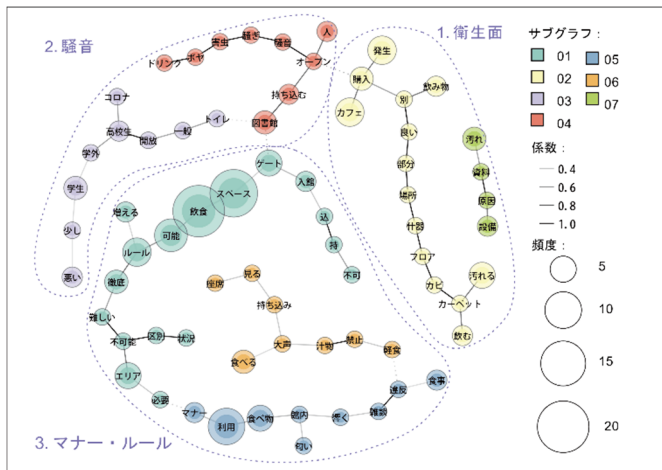 2. 騒音
1. 衛生面
3. マナー・ルール
人
害虫
騒ぎ
騒音
ドリンク
ボヤ
オープン
持ち込む
図書館
コロナ
高校生
開放
一般
トイレ
学外
学生
少し
悪い
発生
購入
カフェ
別
飲み物
良い
部分
場所
什器
フロア
カビ
カーペット
汚れる
飲む
汚れ
資料
原因
設備
ゲート
入館
込
持
不可
スペース
飲食
可能
増える
ルール
徹底
難しい
不可能
区別
状況
エリア
必要
座席
見る
持ち込み
大声
汁物
禁止
軽食
食べる
マナー
利用
食べ物
館内
匂い
雑談
違反
食事
サブグラフ：
01
02
03
04
05
06
07
係数：
0.4
0.6
0.8
1.0
頻度：
5
10
15
20